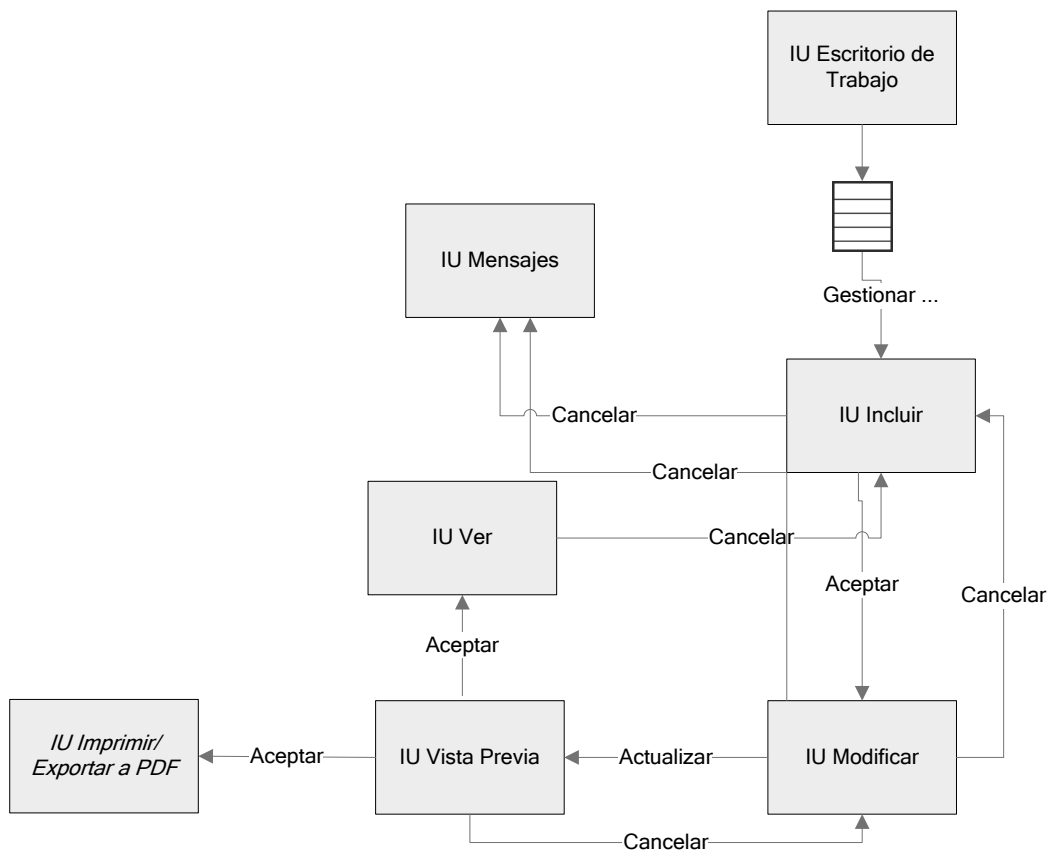 IU Escritorio de
Trabajo
IU Mensajes
Gestionar ...
IU Incluir
Cancelar
Cancelar
IU Ver
Cancelar
Aceptar
Cancelar
Aceptar
IU Imprimir/
Exportar a PDF
Aceptar
IU Vista Previa
Actualizar
IU Modificar
Cancelar